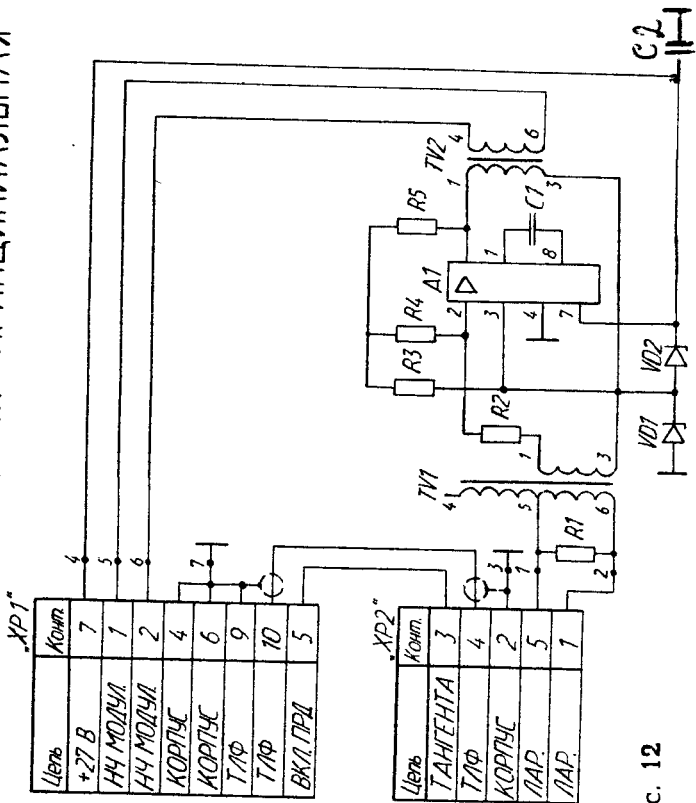 „XP1"
Цепь Конт.
+27 В 7
НЧ МОДУЛ. 1
НЧ МОДУЛ. 2
КОРПУС 4
КОРПУС 6
ТЛФ 9
ТЛФ 10
ВКЛ. ПРД 5
4
5
6
7
„XP2"
Цепь Конт.
ТАНГЕНТА 3
ТЛФ 4
КОРПУС 2
ЛАР. 5
ЛАР. 1
3
1
2
R1
TV1
4
5
6
1
3
R2
R3
R4
R5
A1
2
3
4
7
1
8
C1
TV2
1
3
4
6
VD1
VD2
C2
с. 12